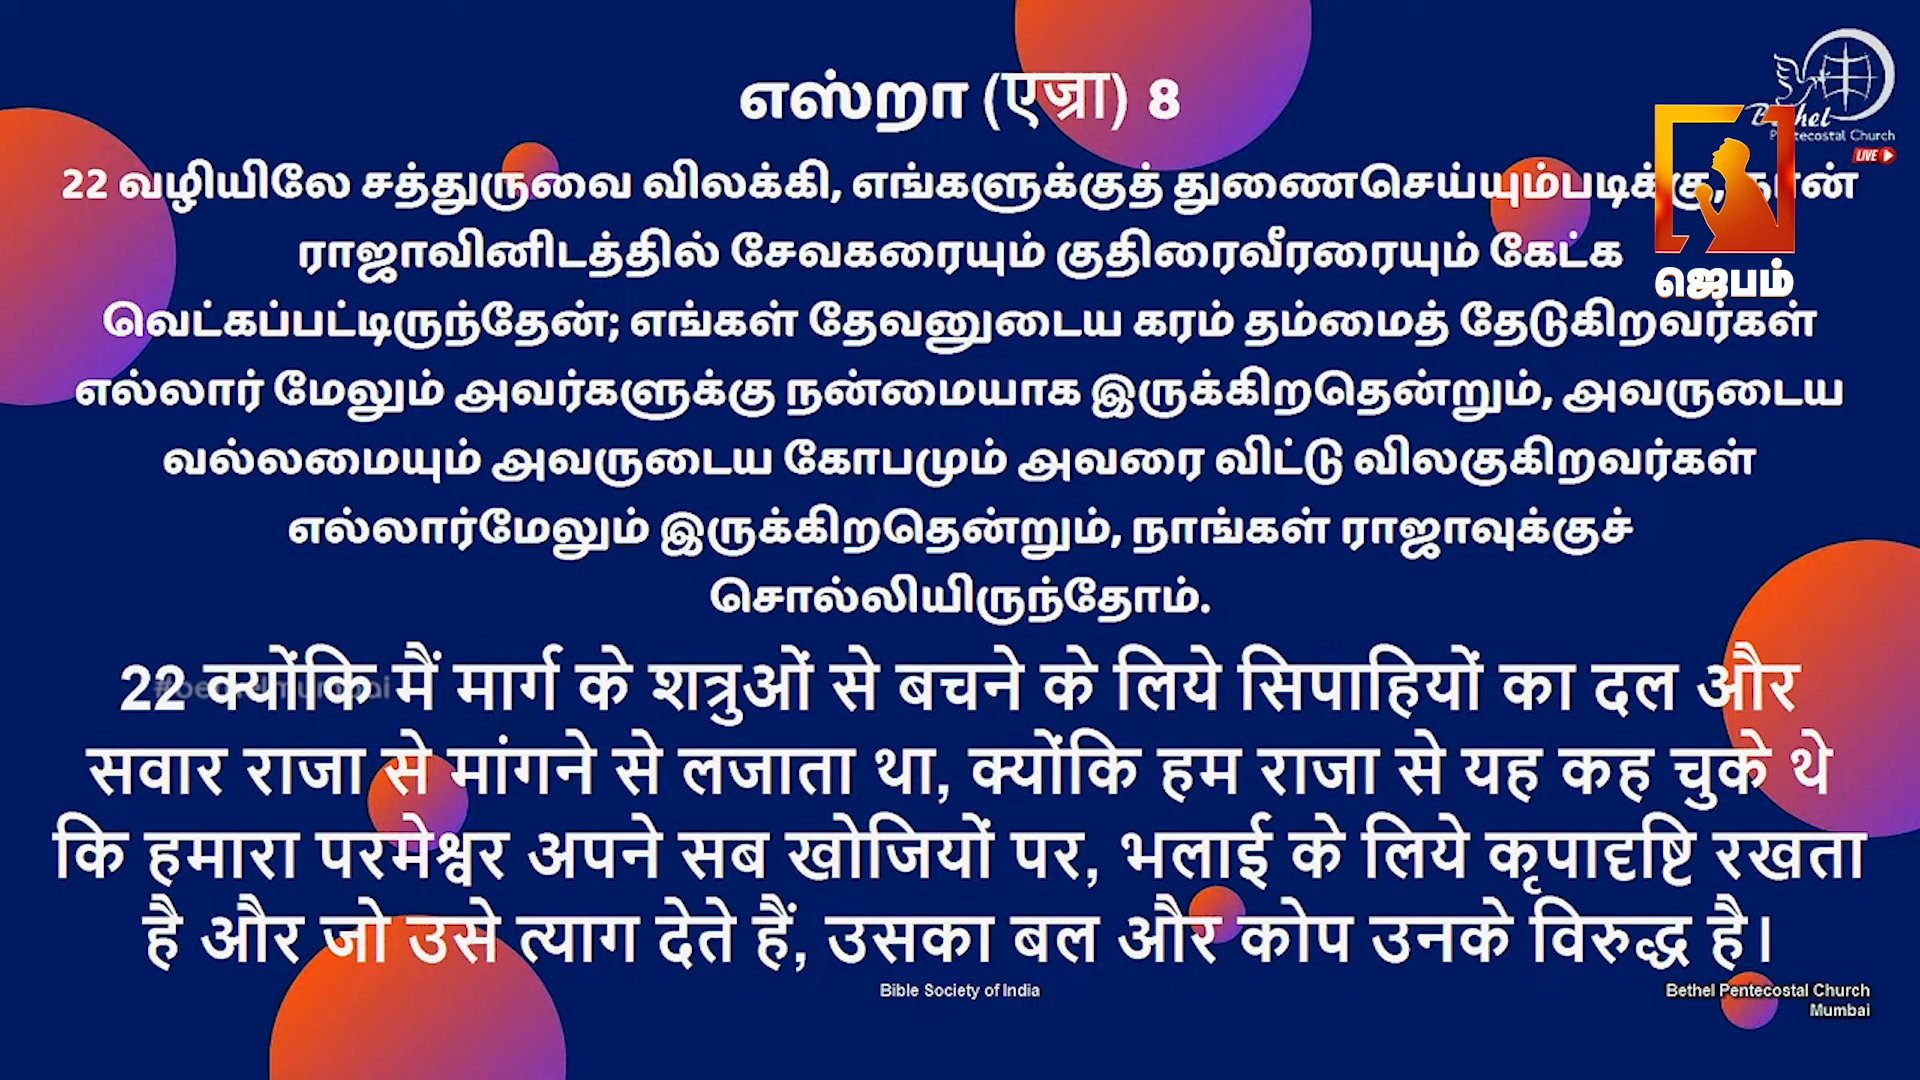 எஸ்றா (एज्रा) 8
22 வழியிலே சத்துருவை விலக்கி, எங்களுக்குத் துணைசெய்யும்படிக்கு, நான்
ராஜாவினிடத்தில் சேவகரையும் குதிரைவீரரையும் கேட்க
வெட்கப்பட்டிருந்தேன்; எங்கள் தேவனுடைய கரம் தம்மைத் தேடுகிறவர்கள்
எல்லார் மேலும் அவர்களுக்கு நன்மையாக இருக்கிறதென்றும், அவருடைய
வல்லமையும் அவருடைய கோபமும் அவரை விட்டு விலகுகிறவர்கள்
எல்லார்மேலும் இருக்கிறதென்றும், நாங்கள் ராஜாவுக்குச்
சொல்லியிருந்தோம்.
22 क्योंकि मैं मार्ग के शत्रुओं से बचने के लिये सिपाहियों का दल और
सवार राजा से मांगने से लजाता था, क्योंकि हम राजा से यह कह चुके थे
कि हमारा परमेश्वर अपने सब खोजियों पर, भलाई के लिये कृपादृष्टि रखता
है और जो उसे त्याग देते हैं, उसका बल और कोप उनके विरुद्ध है।
Bible Society of India
Bethel Pentecostal Church
Mumbai
Bethel
Pentecostal Church
LIVE
ஜெபம்
#bethelmumbai